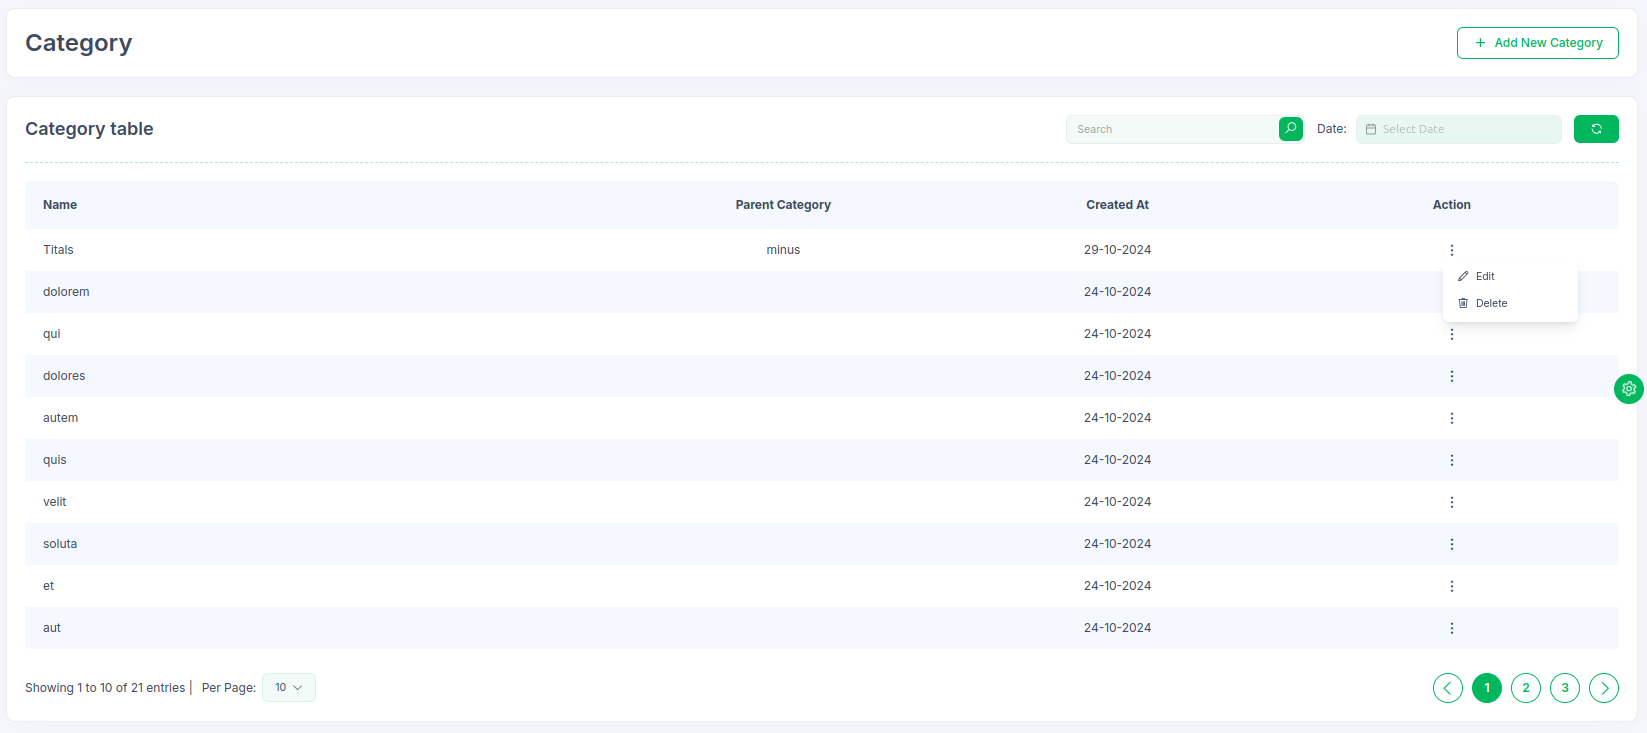 Category
Add New Category
Category table
Search
Date:
Select Date
Name Parent Category Created At Action
Titals minus 29-10-2024
Edit
dolorem 24-10-2024
Delete
qui 24-10-2024
dolores 24-10-2024
autem 24-10-2024
quis 24-10-2024
velit 24-10-2024
soluta 24-10-2024
et 24-10-2024
aut 24-10-2024
Showing 1 to 10 of 21 entries | Per Page: 10
1 2 3